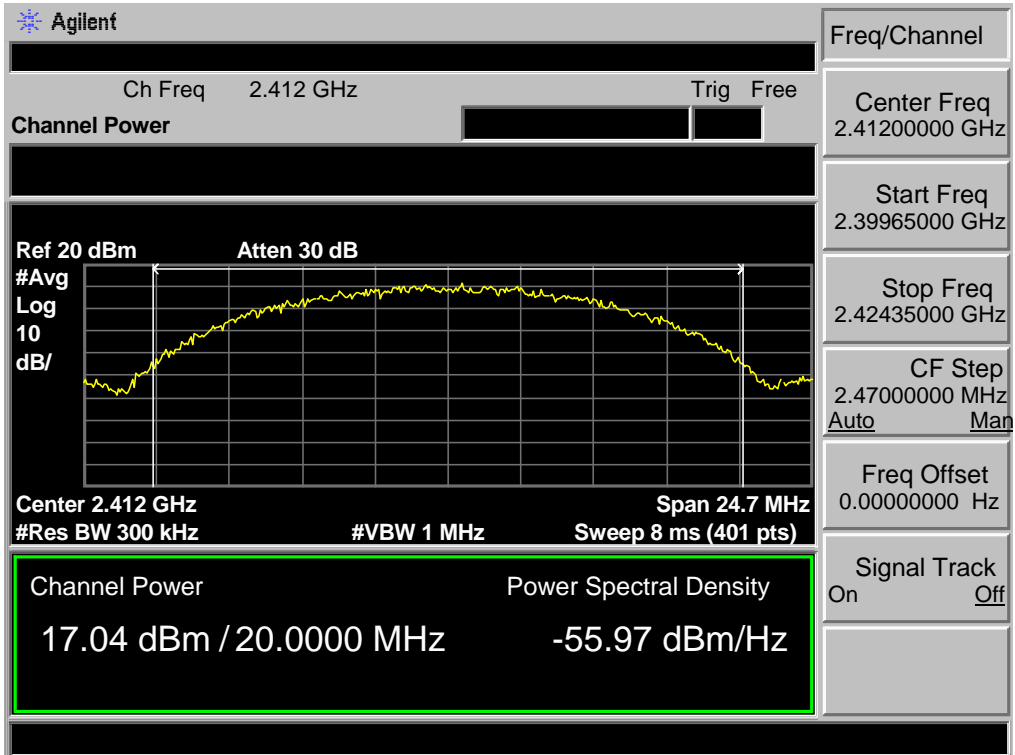 Agilent
Ch Freq 2.412 GHz Trig Free
Channel Power
Ref 20 dBm Atten 30 dB
#Avg
Log
10
dB/
Center 2.412 GHz Span 24.7 MHz
#Res BW 300 kHz #VBW 1 MHz Sweep 8 ms (401 pts)
Channel Power Power Spectral Density
17.04 dBm / 20.0000 MHz -55.97 dBm/Hz
Freq/Channel
Center Freq
2.41200000 GHz
Start Freq
2.39965000 GHz
Stop Freq
2.42435000 GHz
CF Step
2.47000000 MHz
Auto Man
Freq Offset
0.00000000 Hz
Signal Track
On Off